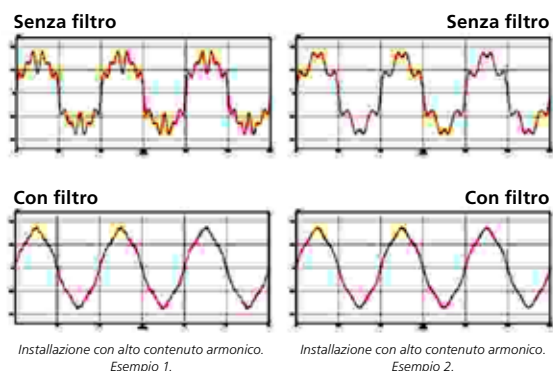 Senza filtro
Senza filtro
Con filtro
Con filtro
Installazione con alto contenuto armonico.
Esempio 1.
Installazione con alto contenuto armonico.
Esempio 2.